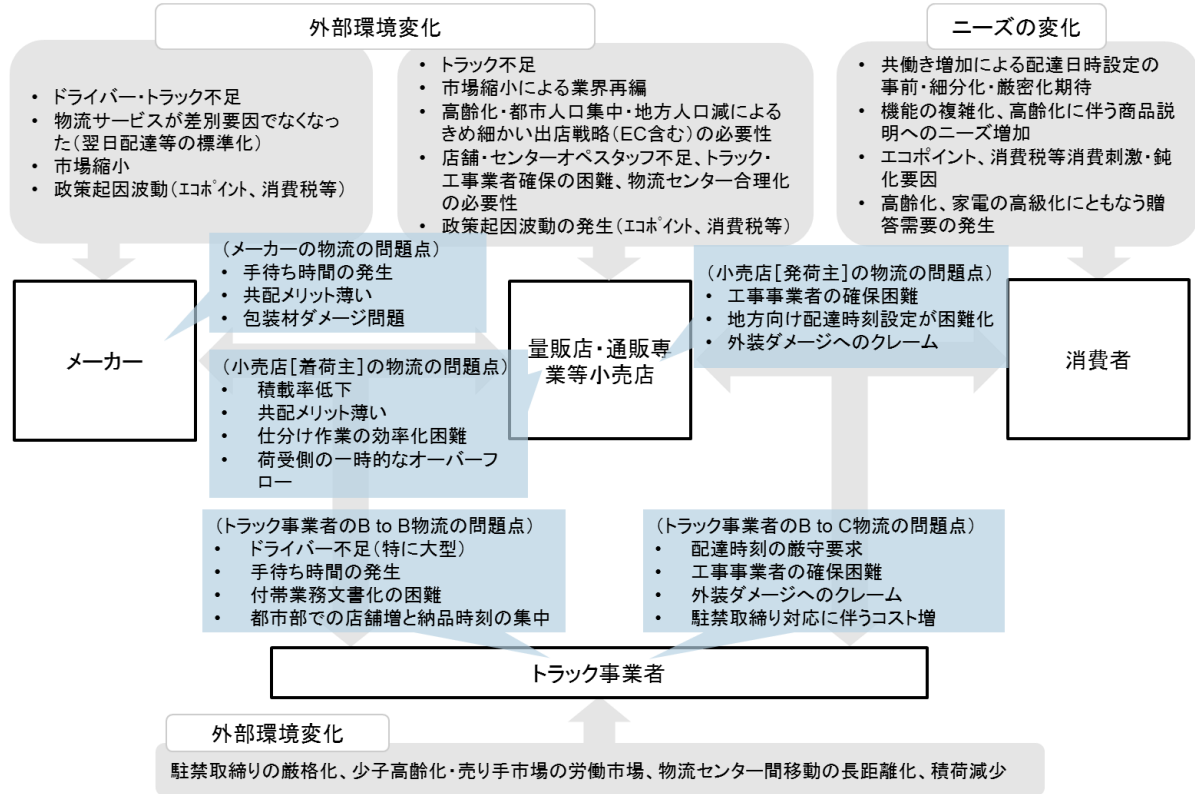 外部環境変化
ニーズの変化
• ドライバー・トラック不足
• 物流サービスが差別要因でなくなっ
た(翌日配達等の標準化)
• 市場縮小
• 政策起因波動(エコポイント、消費税等)
• トラック不足
• 市場縮小による業界再編
• 高齢化・都市人口集中・地方人口減による
きめ細かい出店戦略(EC含む)の必要性
• 店舗・センターオペスタッフ不足、トラック・
工事業者確保の困難、物流センター合理化
の必要性
• 政策起因波動の発生(エコポイント、消費税等)
• 共働き増加による配達日時設定の
事前・細分化・厳密化期待
• 機能の複雑化、高齢化に伴う商品説
明へのニーズ増加
• エコポイント、消費税等消費刺激・鈍
化要因
• 高齢化、家電の高級化にともなう贈
答需要の発生
(メーカーの物流の問題点)
• 手待ち時間の発生
• 共配メリット薄い
• 包装材ダメージ問題
(小売店[発荷主]の物流の問題点)
• 工事事業者の確保困難
• 地方向け配達時刻設定が困難化
• 外装ダメージへのクレーム
メーカー
量販店・通販専
業等小売店
消費者
(小売店[着荷主]の物流の問題点)
• 積載率低下
• 共配メリット薄い
• 仕分け作業の効率化困難
• 荷受側の一時的なオーバーフ
ロー
(トラック事業者のB to B物流の問題点)
• ドライバー不足(特に大型)
• 手待ち時間の発生
• 付帯業務文書化の困難
• 都市部での店舗増と納品時刻の集中
(トラック事業者のB to C物流の問題点)
• 配達時刻の厳守要求
• 工事事業者の確保困難
• 外装ダメージへのクレーム
• 駐禁取締り対応に伴うコスト増
トラック事業者
外部環境変化
駐禁取締りの厳格化、少子高齢化・売り手市場の労働市場、物流センター間移動の長距離化、積荷減少